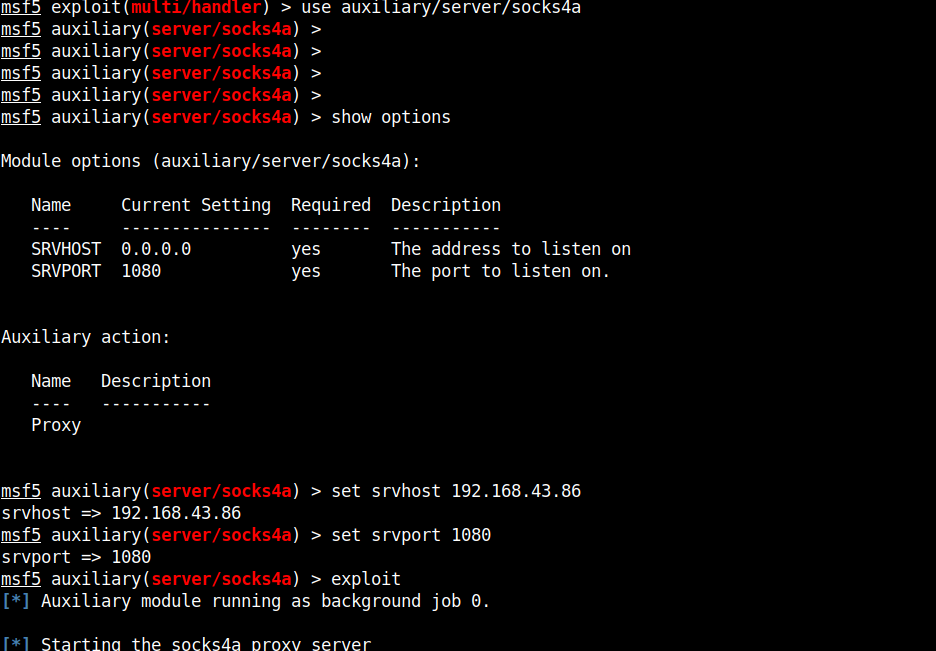 msf5 exploit(multi/handler) > use auxiliary/server/socks4a
msf5 auxiliary(server/socks4a) >
msf5 auxiliary(server/socks4a) >
msf5 auxiliary(server/socks4a) >
msf5 auxiliary(server/socks4a) >
msf5 auxiliary(server/socks4a) > show options
Module options (auxiliary/server/socks4a):
Name     Current Setting  Required  Description
----     ---------------  --------  -----------
SRVHOST  0.0.0.0          yes       The address to listen on
SRVPORT  1080             yes       The port to listen on.
Auxiliary action:
Name   Description
----   -----------
Proxy
msf5 auxiliary(server/socks4a) > set srvhost 192.168.43.86
srvhost => 192.168.43.86
msf5 auxiliary(server/socks4a) > set srvport 1080
srvport => 1080
msf5 auxiliary(server/socks4a) > exploit
[*] Auxiliary module running as background job 0.
[*] Starting the socks4a proxy server